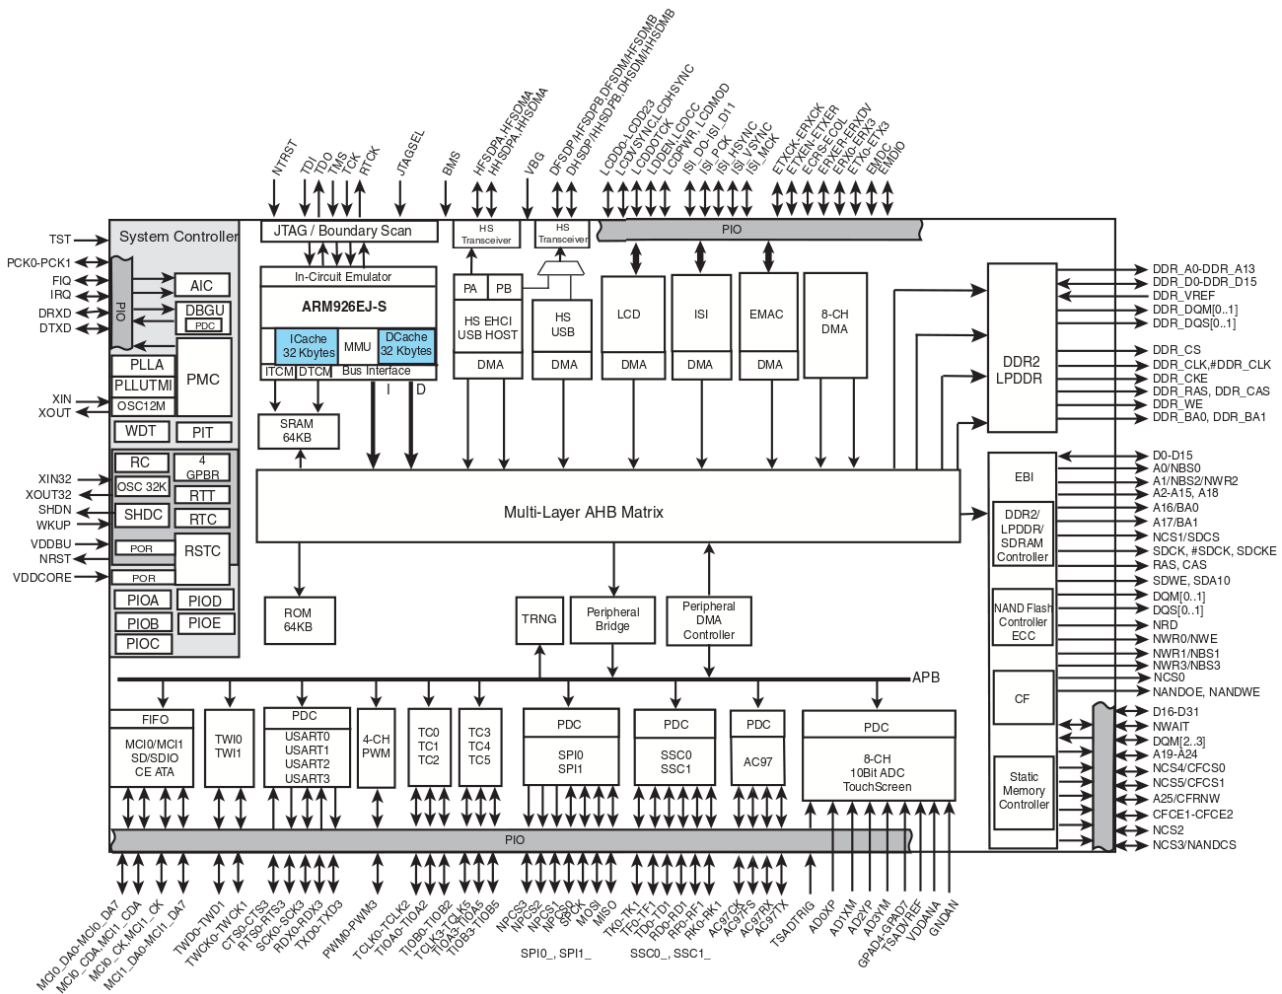 NTRST
TDI
TDO
TMS
TCK
RTCK
JTAGSEL
BMS
HFSDPA,HFSDMA
HHSDPA,HHSDMA
VBG
DFSDP/HFSDPB,DFSDM/HFSDMB
DHSDP/HHSDPB,DHSDM/HHSDMB
LCDD0-LCDD23
LCDVSYNC,LCDHSYNC
LCDDOTCK
LDDEN,LCDCC
LCDPWR, LCDMOD
ISI_DO-ISI_D11
ISI_PCK
ISI_HSYNC
ISI_VSYNC
ISI_MCK
ETXCK-ERXCK
ETXEN-ETXER
ECRS-ECOL
ERXER-ERXDV
ERX0-ERX3
ETX0-ETX3
EMDC
EMDIO
TST
PCK0-PCK1
FIQ
IRQ
DRXD
DTXD
XIN
XOUT
XIN32
XOUT32
SHDN
WKUP
VDDBU
NRST
VDDCORE
System Controller
PIO
AIC
DBGU
PDC
PLLA
PLLUTMI
OSC12M
PMC
WDT
PIT
RC
4
GPBR
OSC 32K
RTT
SHDC
RTC
POR
RSTC
POR
PIOA
PIOD
PIOB
PIOE
PIOC
JTAG / Boundary Scan
In-Circuit Emulator
ARM926EJ-S
ICache
32 Kbytes
MMU
DCache
32 Kbytes
ITCM
DTCM
Bus Interface
I
D
SRAM
64KB
HS
Transceiver
HS
Transceiver
PA
PB
HS EHCI
USB HOST
DMA
HS
USB
DMA
PIO
LCD
DMA
ISI
DMA
EMAC
DMA
8-CH
DMA
Multi-Layer AHB Matrix
ROM
64KB
TRNG
Peripheral
Bridge
Peripheral
DMA
Controller
APB
DDR2
LPDDR
EBI
DDR2/
LPDDR/
SDRAM
Controller
NAND Flash
Controller
ECC
CF
Static
Memory
Controller
DDR_A0-DDR_A13
DDR_D0-DDR_D15
DDR_VREF
DDR_DQM[0..1]
DDR_DQS[0..1]
DDR_CS
DDR_CLK,#DDR_CLK
DDR_CKE
DDR_RAS, DDR_CAS
DDR_WE
DDR_BA0, DDR_BA1
D0-D15
A0/NBS0
A1/NBS2/NWR2
A2-A15, A18
A16/BA0
A17/BA1
NCS1/SDCS
SDCK, #SDCK, SDCKE
RAS, CAS
SDWE, SDA10
DQM[0..1]
DQS[0..1]
NRD
NWR0/NWE
NWR1/NBS1
NWR3/NBS3
NCS0
NANDOE, NANDWE
D16-D31
NWAIT
DQM[2..3]
A19-A24
NCS4/CFCS0
NCS5/CFCS1
A25/CFRNW
CFCE1-CFCE2
NCS2
NCS3/NANDCS
FIFO
MCI0/MCI1
SD/SDIO
CE ATA
TWI0
TWI1
PDC
USART0
USART1
USART2
USART3
4-CH
PWM
TC0
TC1
TC2
TC3
TC4
TC5
PDC
SPI0
SPI1
PDC
SSC0
SSC1
PDC
AC97
PDC
8-CH
10Bit ADC
TouchScreen
PIO
MCI0_DA0-MCI0_DA7
MCI0_CDA,MCI1_CDA
MCI0_CK,MCI1_CK
MCI1_DA0-MCI1_DA7
TWD0-TWD1
TWCK0-TWCK1
CTS0-CTS3
RTS0-RTS3
SCK0-SCK3
RDX0-RDX3
TXD0-TXD3
PWM0-PWM3
TCLK0-TCLK2
TIOA0-TIOA2
TIOB0-TIOB2
TCLK3-TCLK5
TIOA3-TIOA5
TIOB3-TIOB5
NPCS3
NPCS2
NPCS1
NPCS0
SPCK
MOSI
MISO
TK0-TK1
TF0-TF1
TD0-TD1
RD0-RD1
RF0-RF1
RK0-RK1
AC97CK
AC97FS
AC97RX
AC97TX
TSADTRIG
AD0XP
AD1XM
AD2YP
AD3YM
GPAD4-GPAD7
TSADVREF
VDDANA
GNDAN
SPI0_, SPI1_
SSC0_, SSC1_